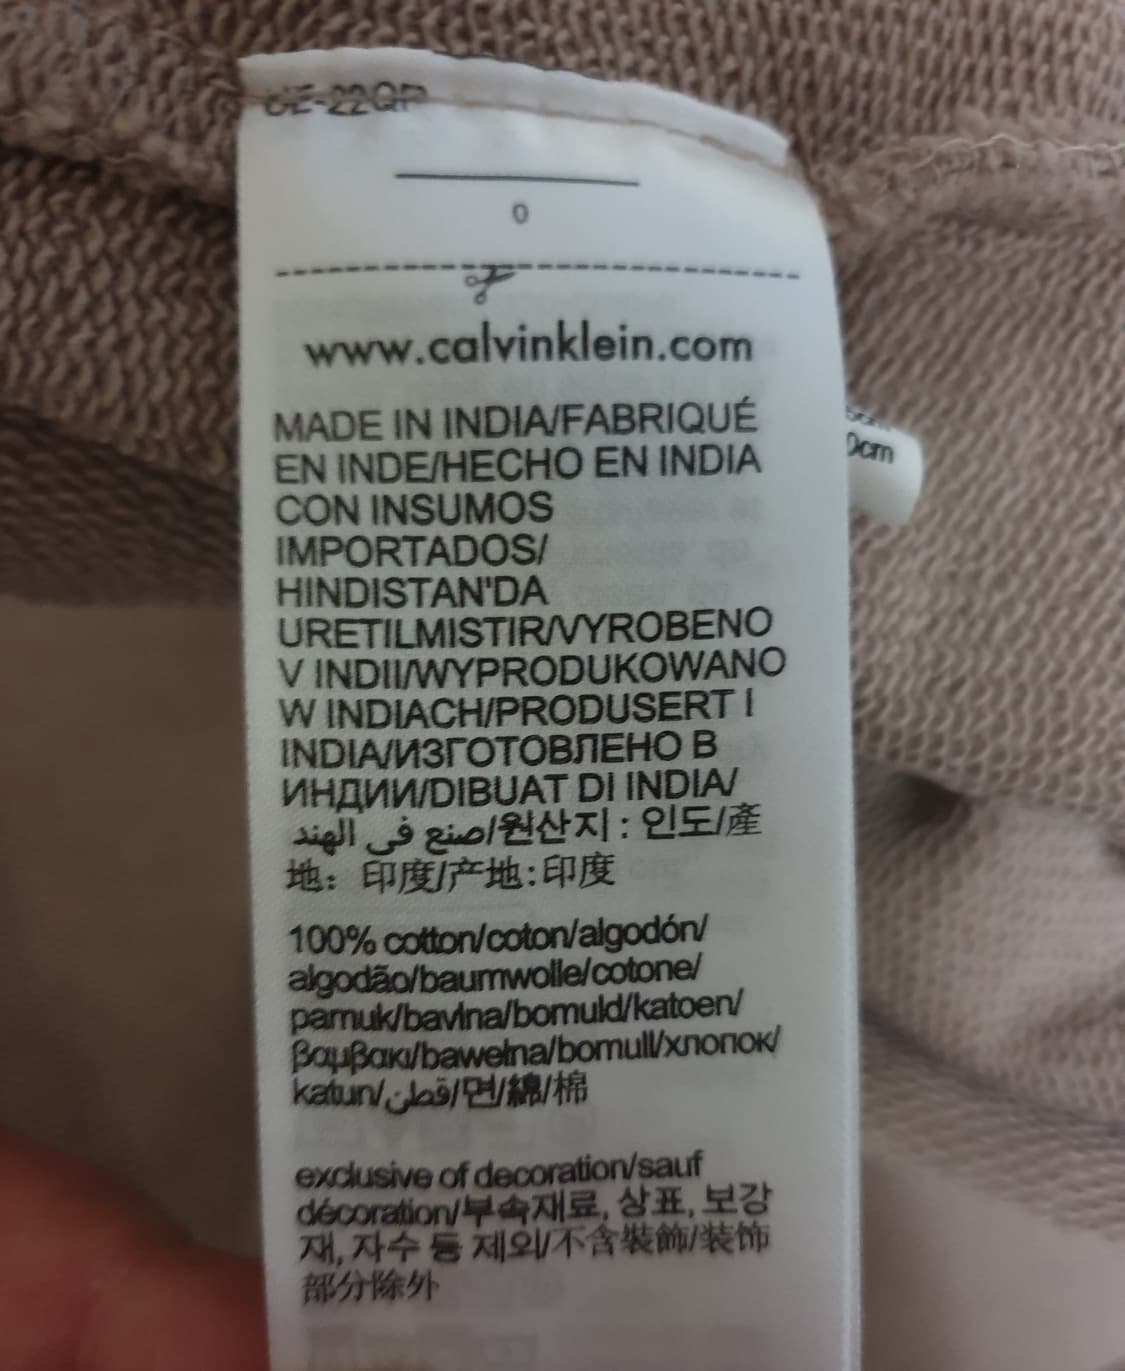 0
www.calvinklein.com
MADE IN INDIA/FABRIQUÉ
EN INDE/HECHO EN INDIA
CON INSUMOS
IMPORTADOS/
HINDISTAN'DA
URETILMISTIR/VYROBENO
V INDII/WYPRODUKOWANO
W INDIACH/PRODUSERT I
INDIA/ИЗГОТОВЛЕНО В
ИНДИИ/DIBUAT DI INDIA/
صنع في الهند/원산지 : 인도/產
地：印度/产地:印度
100% cotton/coton/algodón/
algodão/baumwolle/cotone/
pamuk/bavlna/bomuld/katoen/
βαμβακι/bawełna/bomull/хлопок/
katun/قطن/면/綿/棉
exclusive of decoration/sauf
décoration/부속재료, 상표, 보강
재, 자수 등 제외/不含裝飾/装饰
部分除外
0cm